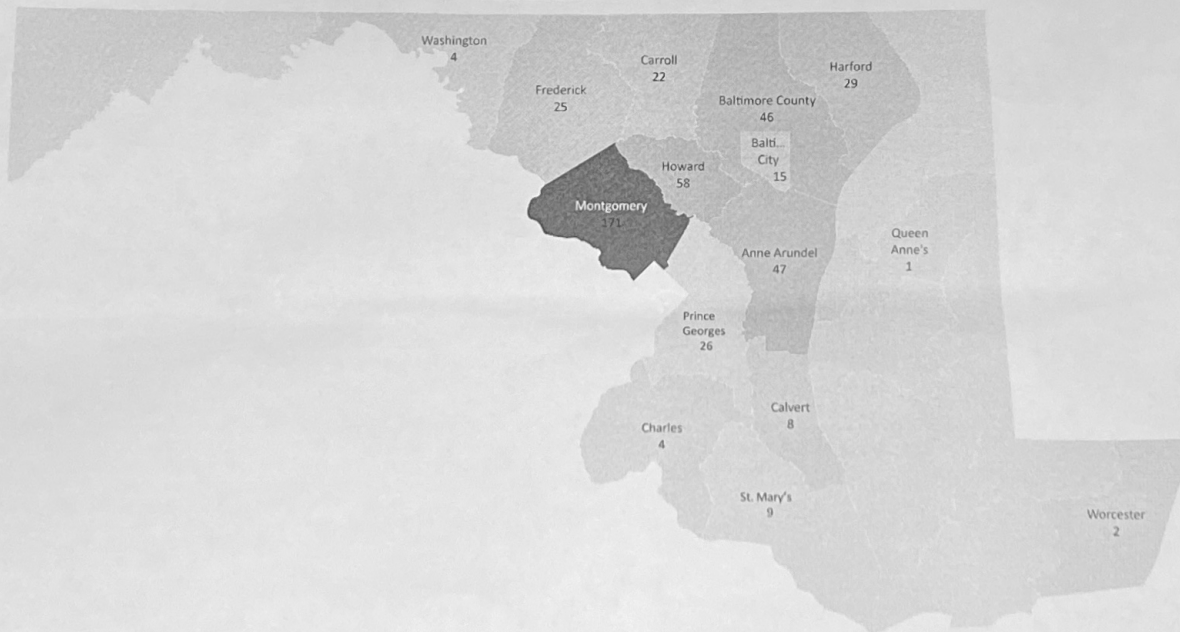 Washington
4
Frederick
25
Carroll
22
Harford
29
Baltimore County
46
Balti...
City
15
Howard
58
Montgomery
171
Anne Arundel
47
Queen
Anne's
1
Prince
Georges
26
Calvert
8
Charles
4
St. Mary's
9
Worcester
2